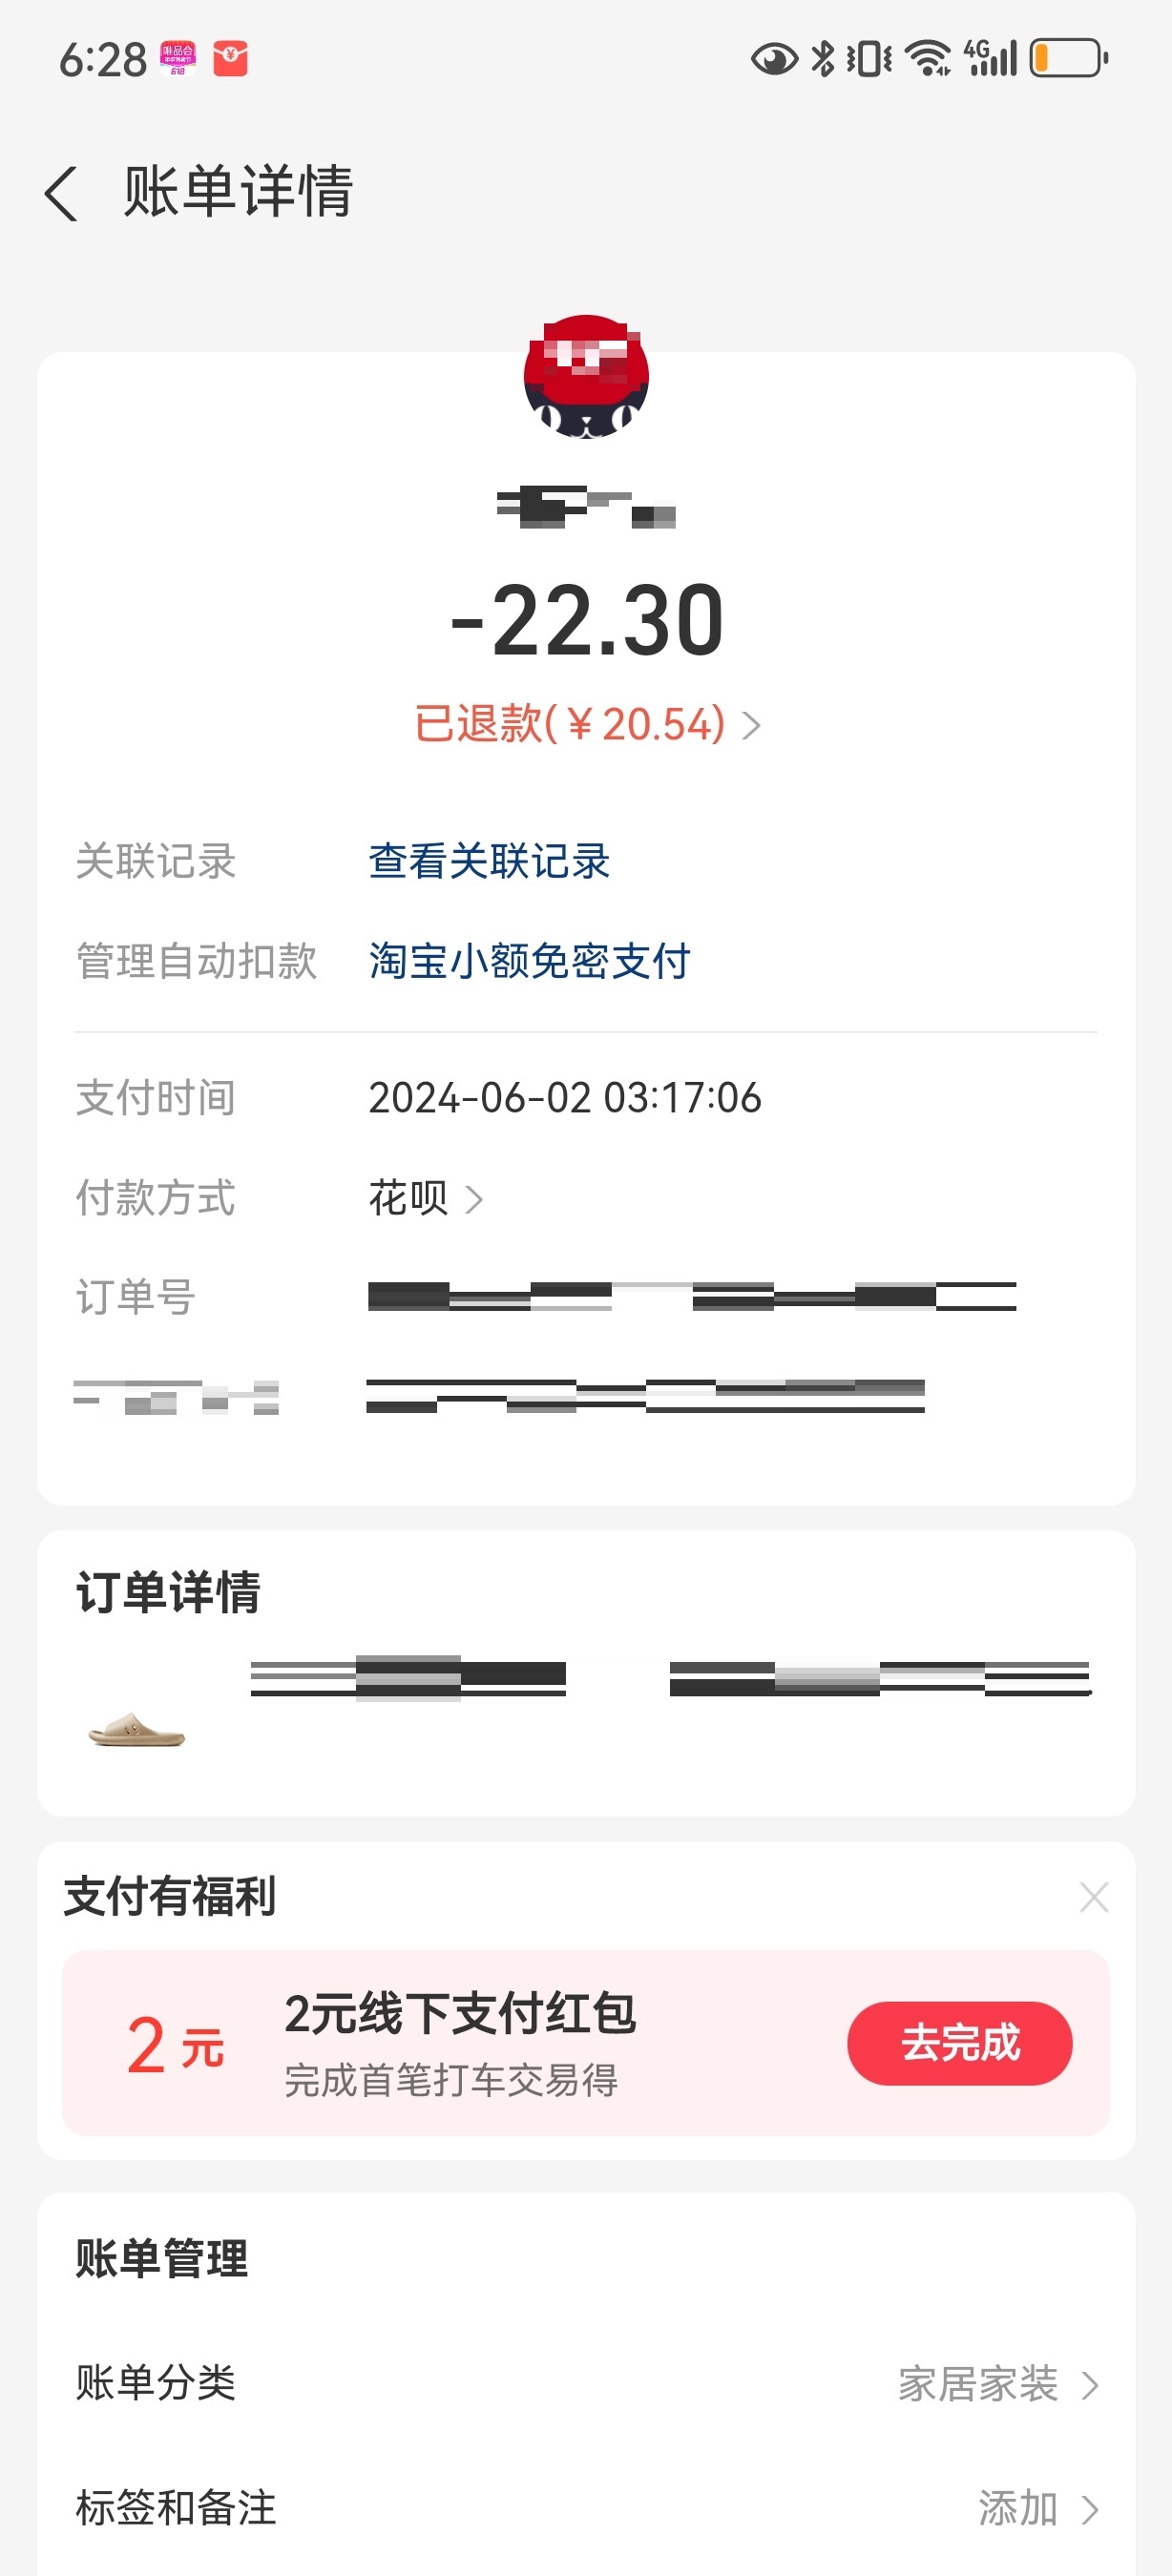 6:28
4G
账单详情
-22.30
已退款(￥20.54)
关联记录 查看关联记录
管理自动扣款 淘宝小额免密支付
支付时间 2024-06-02 03:17:06
付款方式 花呗
订单号
订单详情
支付有福利
2元 2元线下支付红包
完成首笔打车交易得
去完成
账单管理
账单分类 家居家装
标签和备注 添加